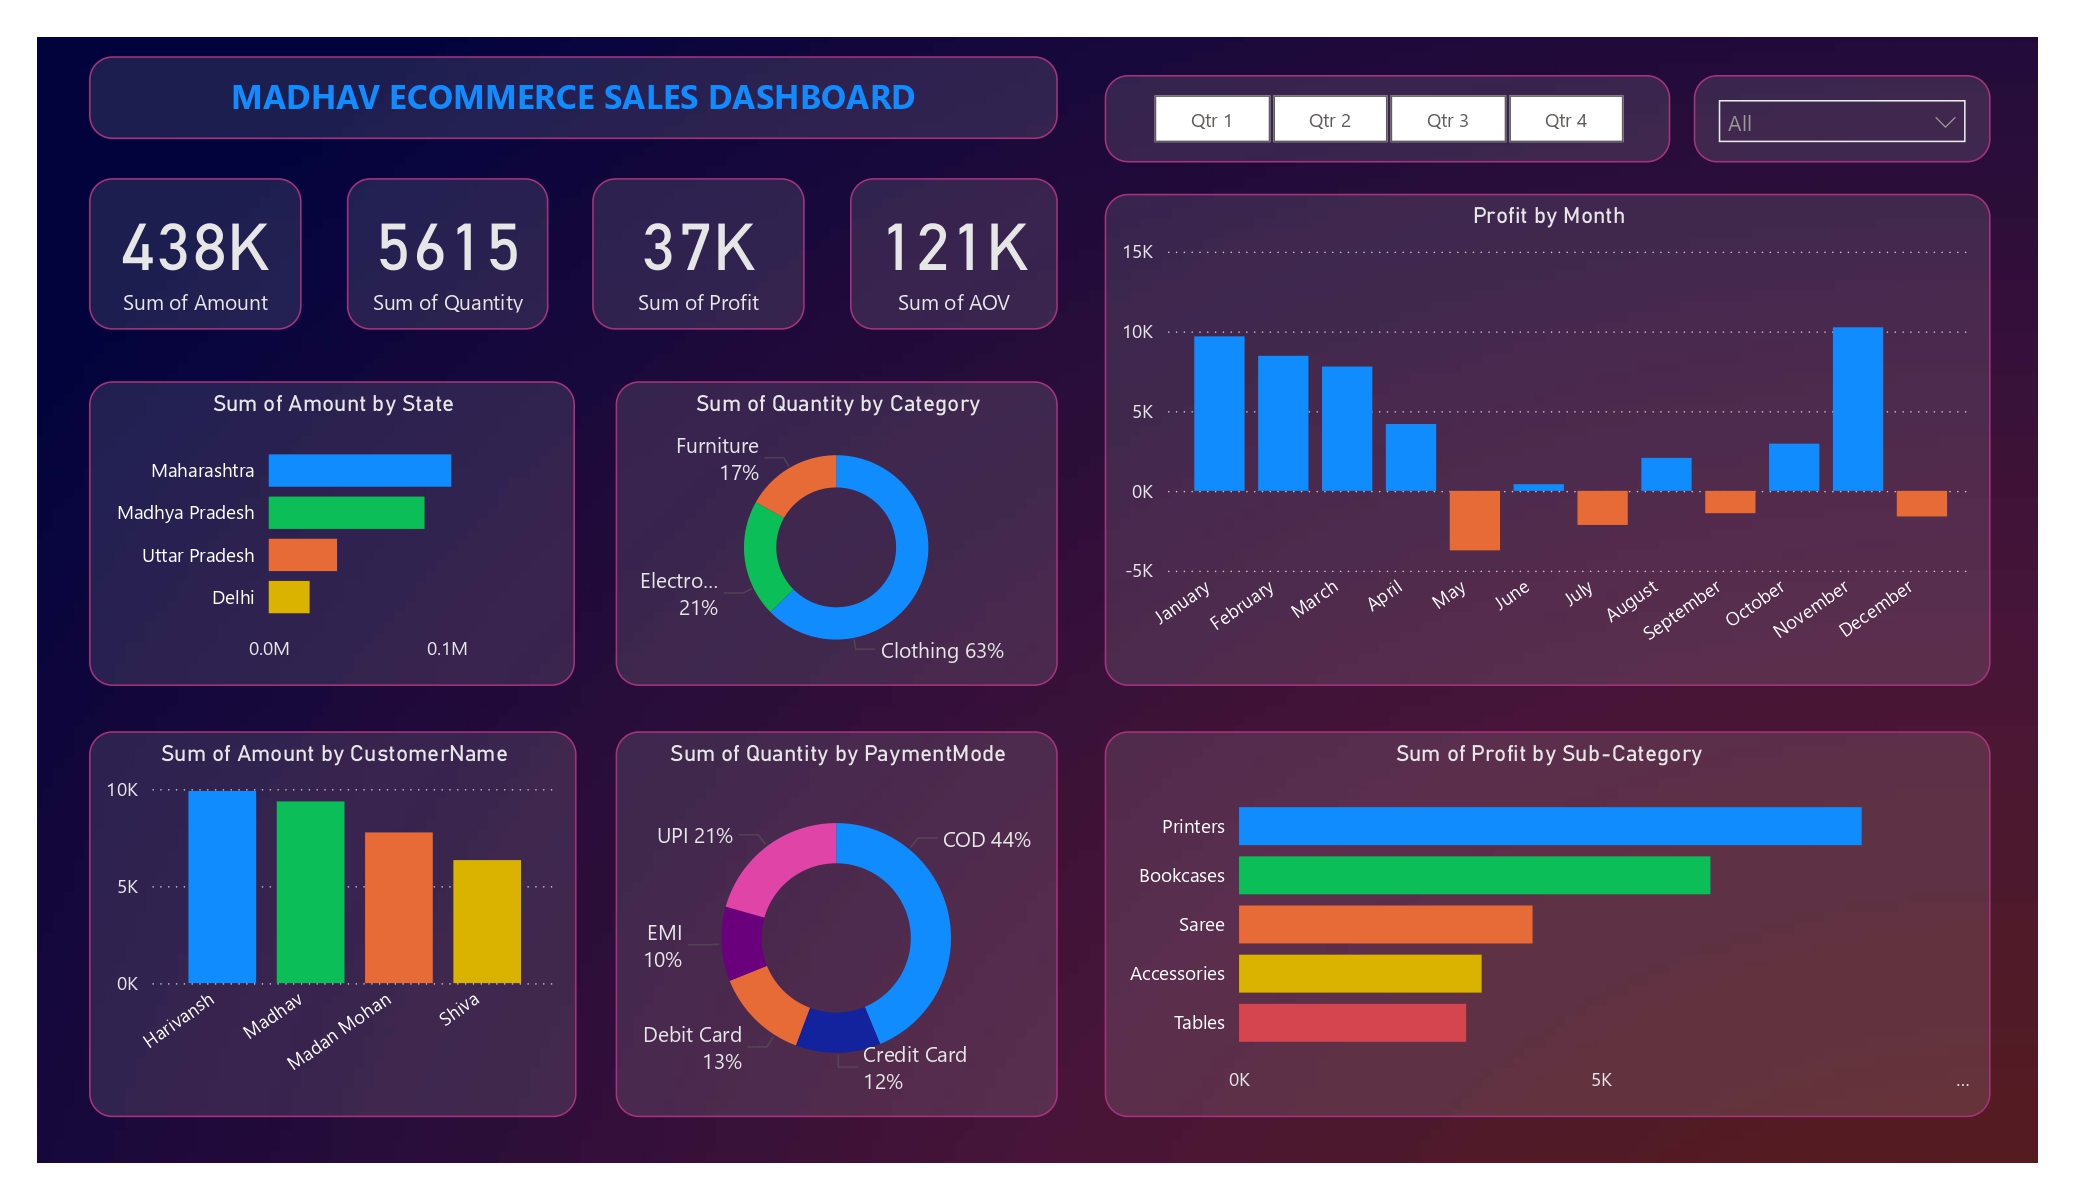 MADHAV ECOMMERCE SALES DASHBOARD
Qtr 1
Qtr 2
Qtr 3
Qtr 4
All
438K
Sum of Amount
5615
Sum of Quantity
37K
Sum of Profit
121K
Sum of AOV
Profit by Month
15K
10K
5K
0K
-5K
January
February
March
April
May
June
July
August
September
October
November
December
Sum of Amount by State
Maharashtra
Madhya Pradesh
Uttar Pradesh
Delhi
0.0M
0.1M
Sum of Quantity by Category
Furniture
17%
Electro...
21%
Clothing 63%
Sum of Amount by CustomerName
10K
5K
0K
Harivansh
Madhav
Madan Mohan
Shiva
Sum of Quantity by PaymentMode
UPI 21%
COD 44%
EMI
10%
Debit Card
13%
Credit Card
12%
Sum of Profit by Sub-Category
Printers
Bookcases
Saree
Accessories
Tables
0K
5K
...